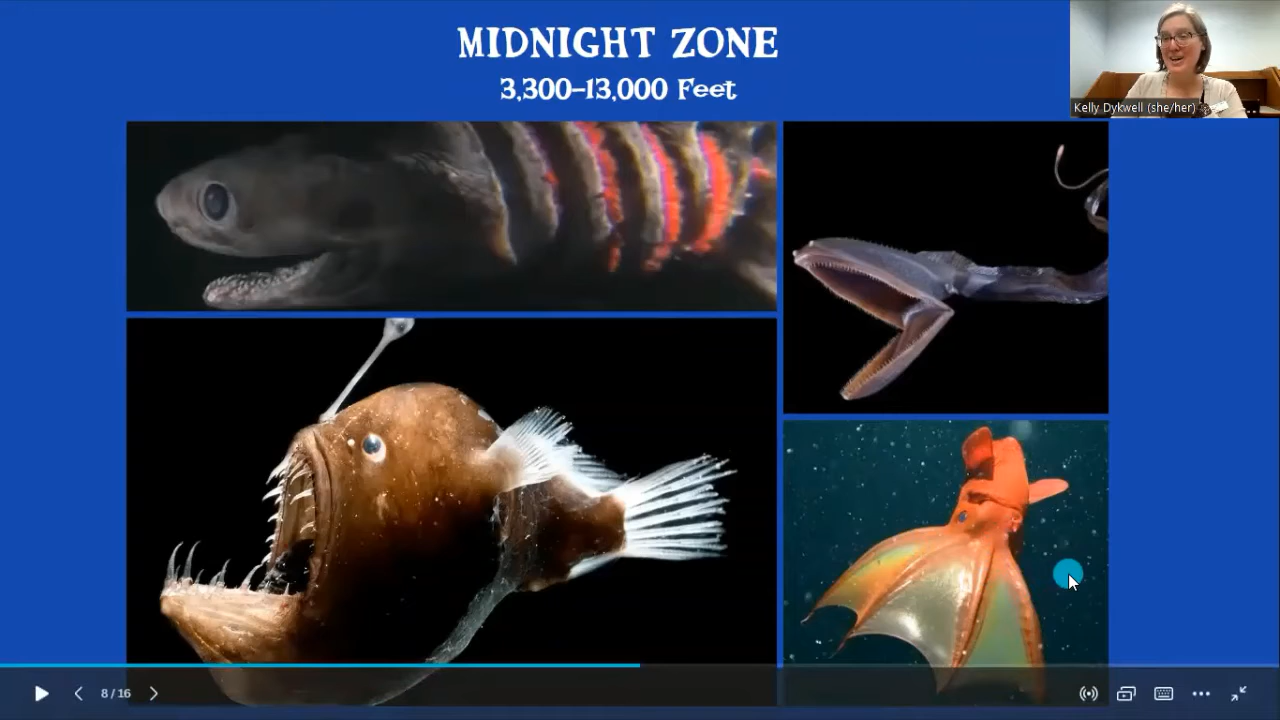 MIDNIGHT ZONE
3,300–13,000 Feet
Kelly Dykwell (she/her)
8 / 16